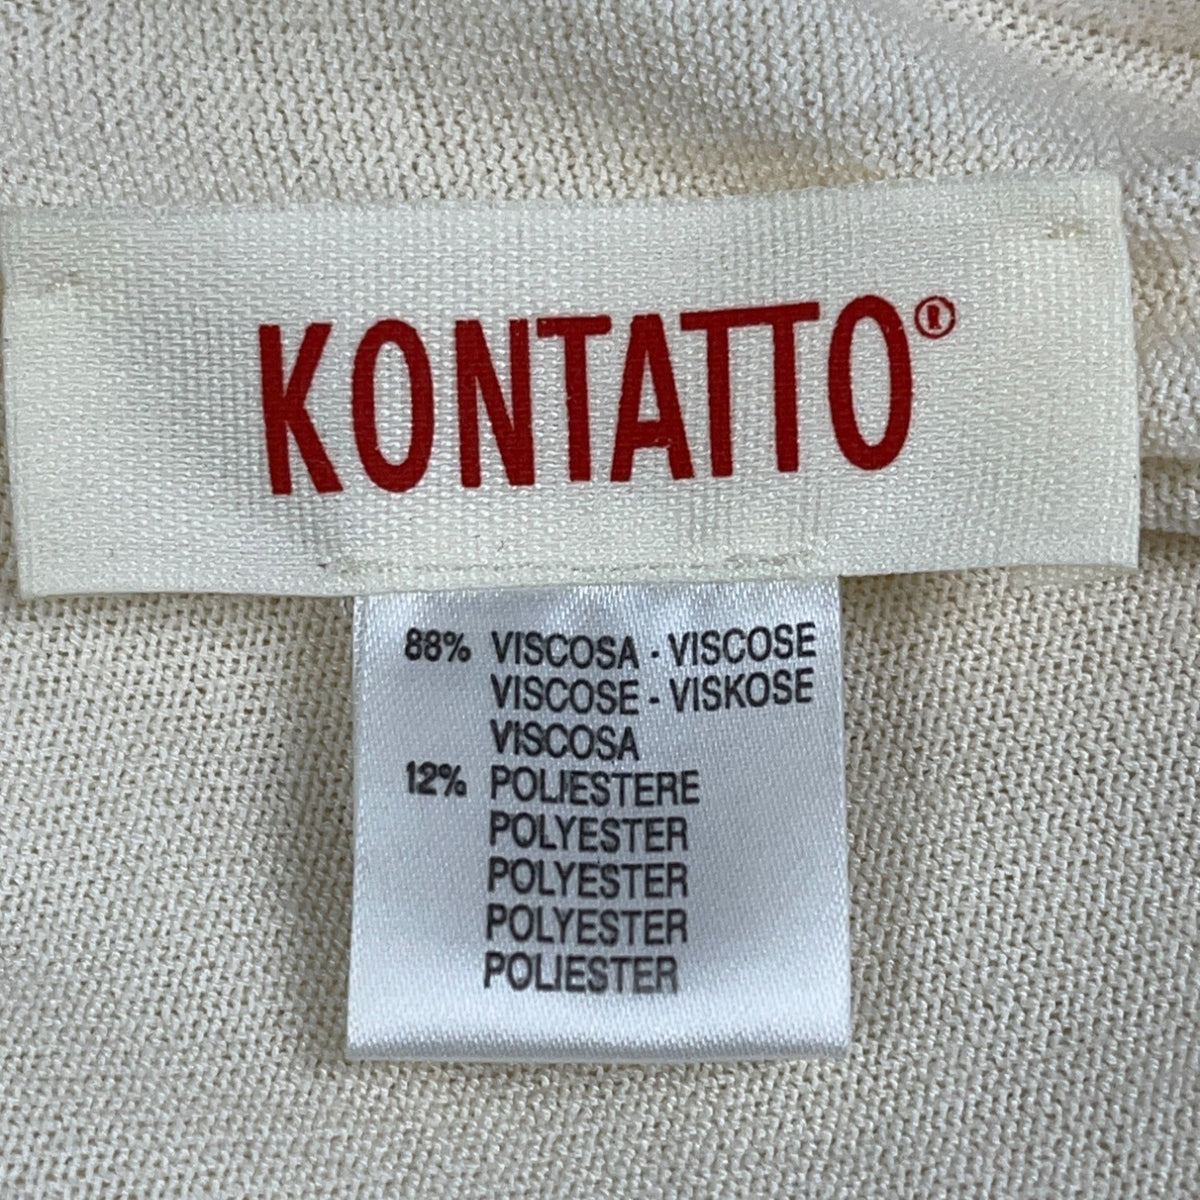 KONTATTO®
88% VISCOSA - VISCOSE
VISCOSE - VISKOSE
VISCOSA
12% POLIESTERE
POLYESTER
POLYESTER
POLYESTER
POLIESTER